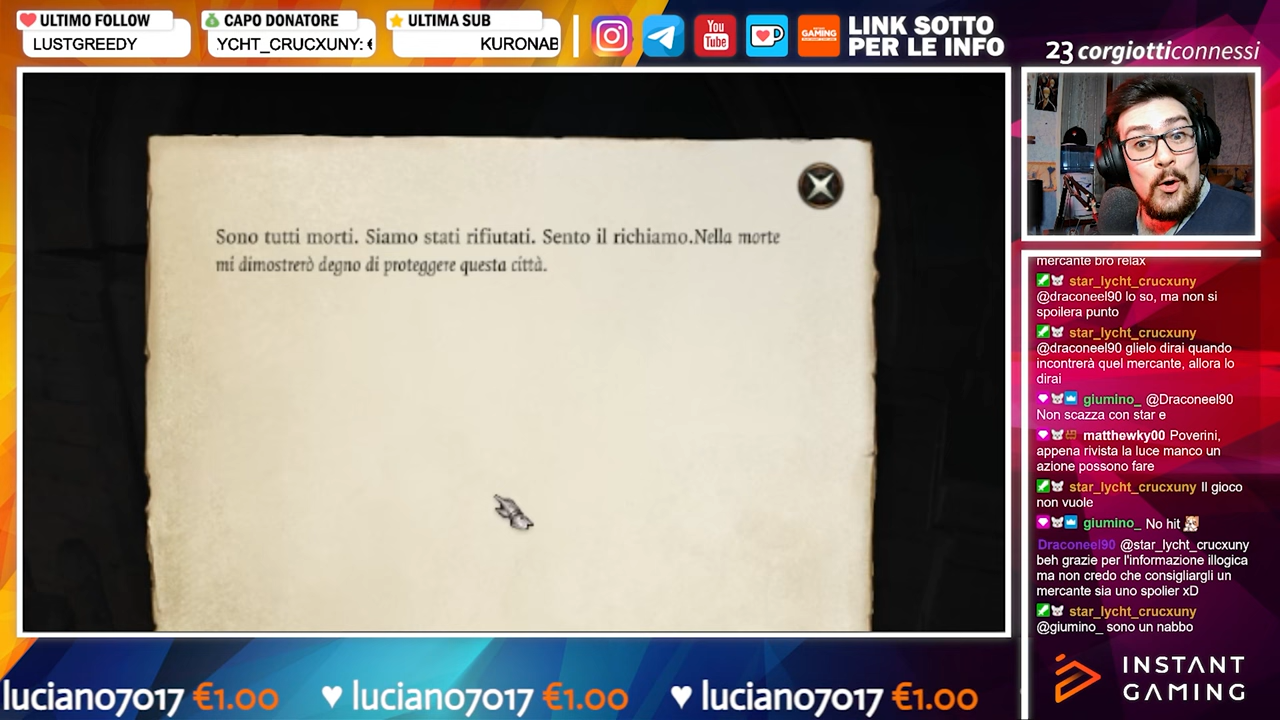 ULTIMO FOLLOW
LUSTGREEDY
CAPO DONATORE
YCHT_CRUCXUNY: €
ULTIMA SUB
KURONAB
You
Tube
INSTANT
GAMING
LINK SOTTO
PER LE INFO
23 corgiotticonnessi
Sono tutti morti. Siamo stati rifiutati. Sento il richiamo.Nella morte
mi dimostrerò degno di proteggere questa città.
mercante bro relax
star_lycht_crucxuny
@draconeel90 lo so, ma non si
spoilera punto
star_lycht_crucxuny
@draconeel90 glielo dirai quando
incontrerà quel mercante, allora lo
dirai
giumino_ @Draconeel90
Non scazza con star e
matthewky00 Poverini,
appena rivista la luce manco un
azione possono fare
star_lycht_crucxuny Il gioco
non vuole
giumino_ No hit
Draconeel90 @star_lycht_crucxuny
beh grazie per l'informazione illogica
ma non credo che consigliargli un
mercante sia uno spolier xD
star_lycht_crucxuny
@giumino_ sono un nabbo
INSTANT
GAMING
luciano7017 €1.00 ♥ luciano7017 €1.00 ♥ luciano7017 €1.00